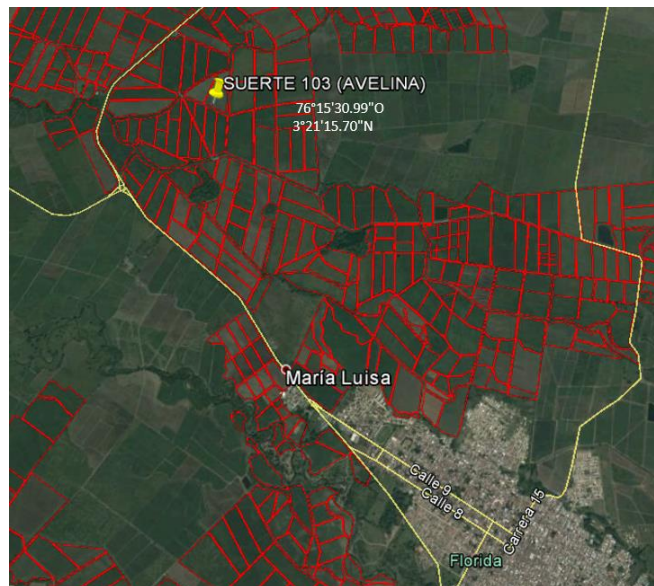 SUERTE 103 (AVELINA)
76°15'30.99"O
3°21'15.70"N
María Luisa
Calle 9
Calle 8
Carrera 15
Florida